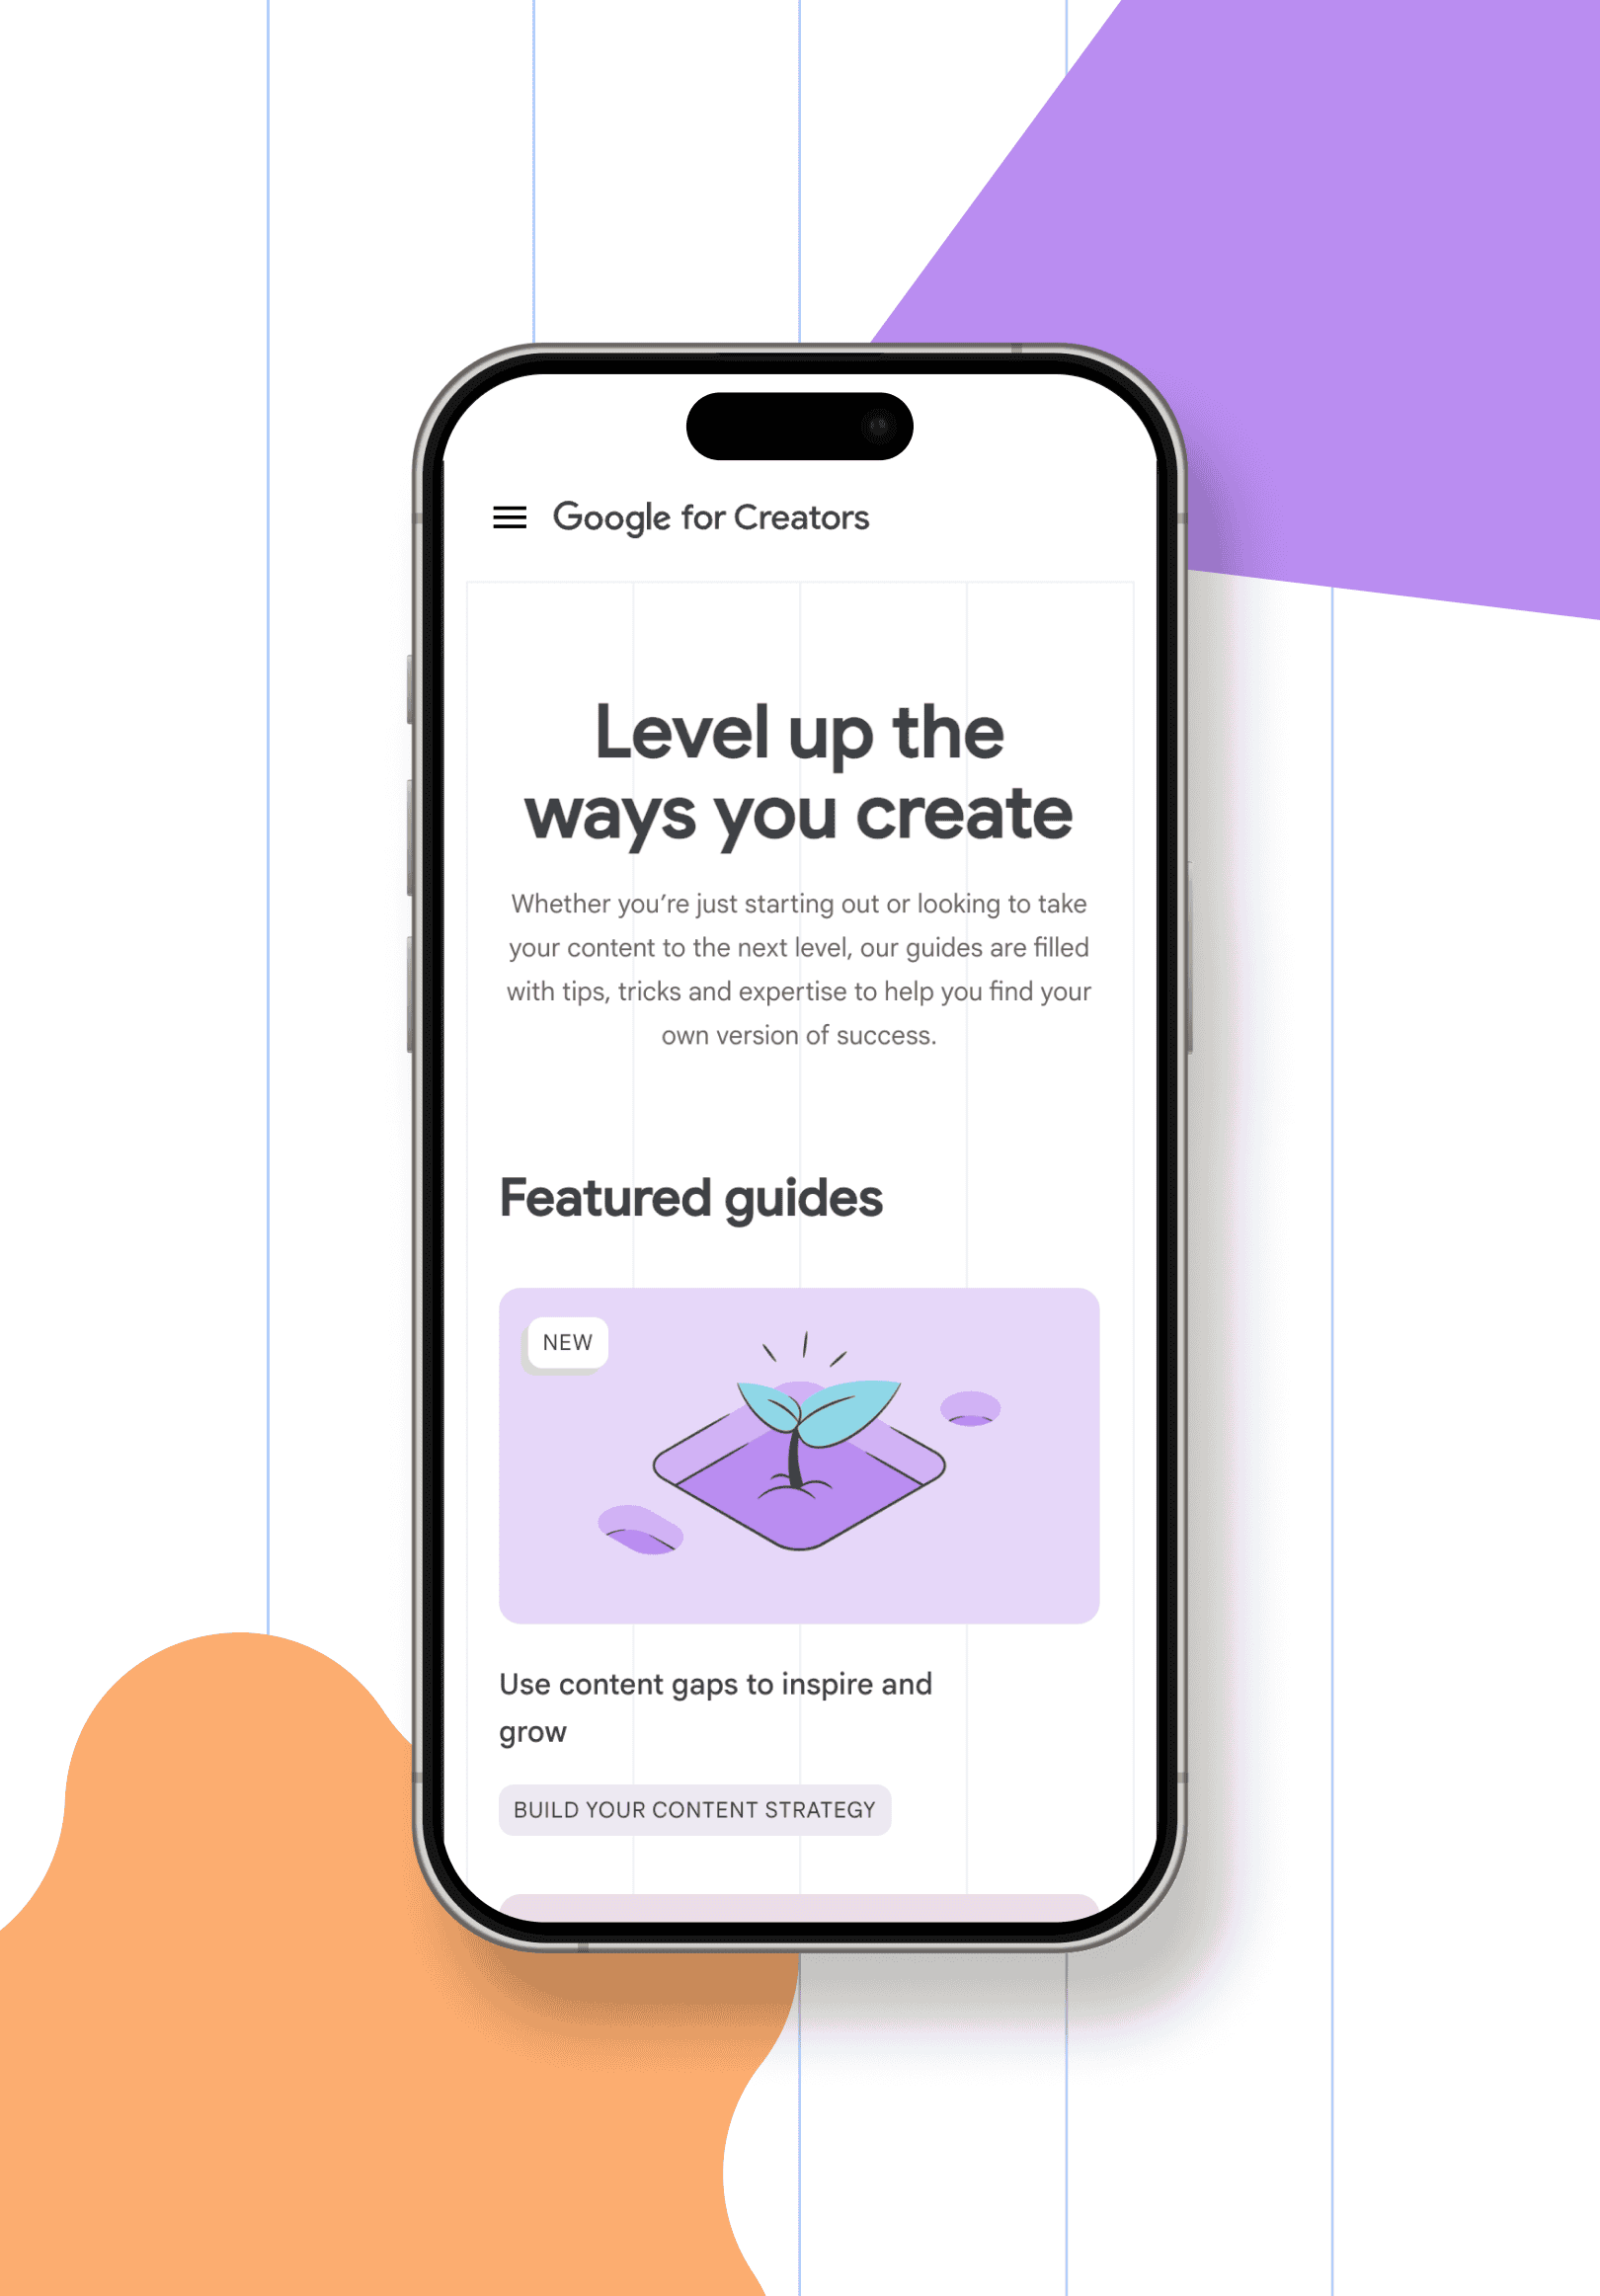 Google for Creators
Level up the
ways you create
Whether you’re just starting out or looking to take
your content to the next level, our guides are filled
with tips, tricks and expertise to help you find your
own version of success.
Featured guides
NEW
Use content gaps to inspire and
grow
BUILD YOUR CONTENT STRATEGY